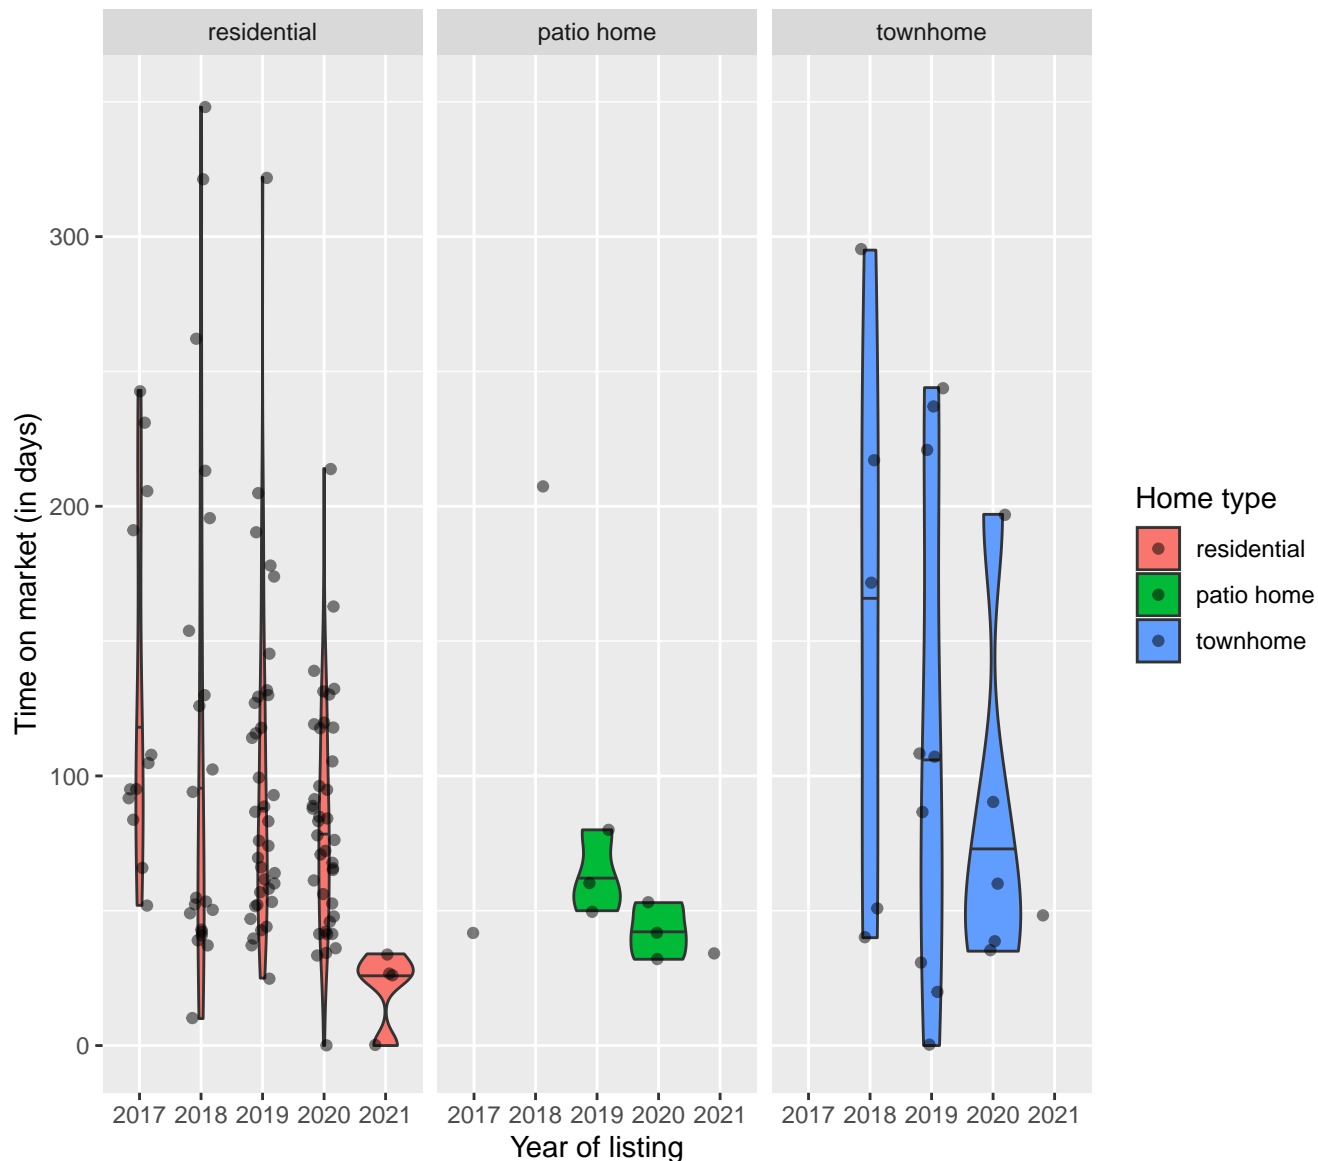 residential patio home townhome
300
200
100
0
Time on market (in days)
2017 2018 2019 2020 2021 2017 2018 2019 2020 2021 2017 2018 2019 2020 2021
Year of listing
Home type
residential
patio home
townhome